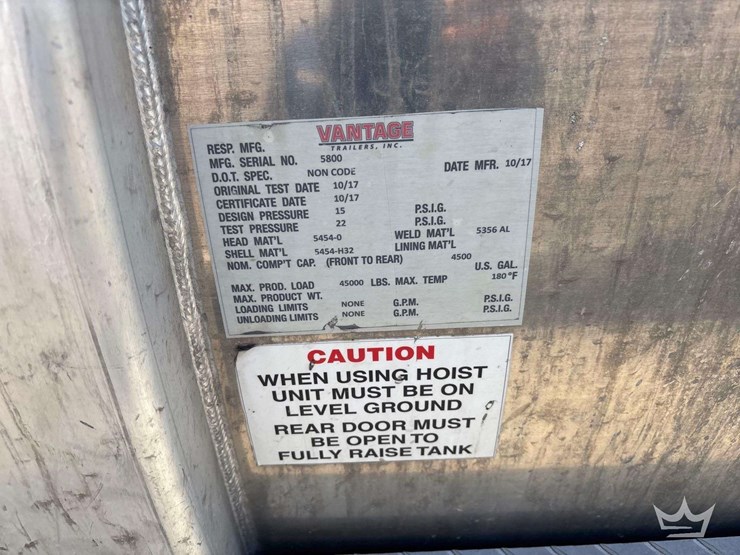 VANTAGE
TRAILERS, INC.
RESP. MFG.
MFG. SERIAL NO. 5800 DATE MFR. 10/17
D.O.T. SPEC. NON CODE
ORIGINAL TEST DATE 10/17
CERTIFICATE DATE 10/17
DESIGN PRESSURE 15 P.S.I.G.
TEST PRESSURE 22 P.S.I.G.
HEAD MAT'L 5454-0 WELD MAT'L 5356 AL
SHELL MAT'L 5454-H32 LINING MAT'L
NOM. COMP'T CAP. (FRONT TO REAR) 4500 U.S. GAL.
MAX. PROD. LOAD 45000 LBS. MAX. TEMP 180 °F
MAX. PRODUCT WT.
LOADING LIMITS NONE G.P.M. P.S.I.G.
UNLOADING LIMITS NONE G.P.M. P.S.I.G.
CAUTION
WHEN USING HOIST
UNIT MUST BE ON
LEVEL GROUND
REAR DOOR MUST
BE OPEN TO
FULLY RAISE TANK